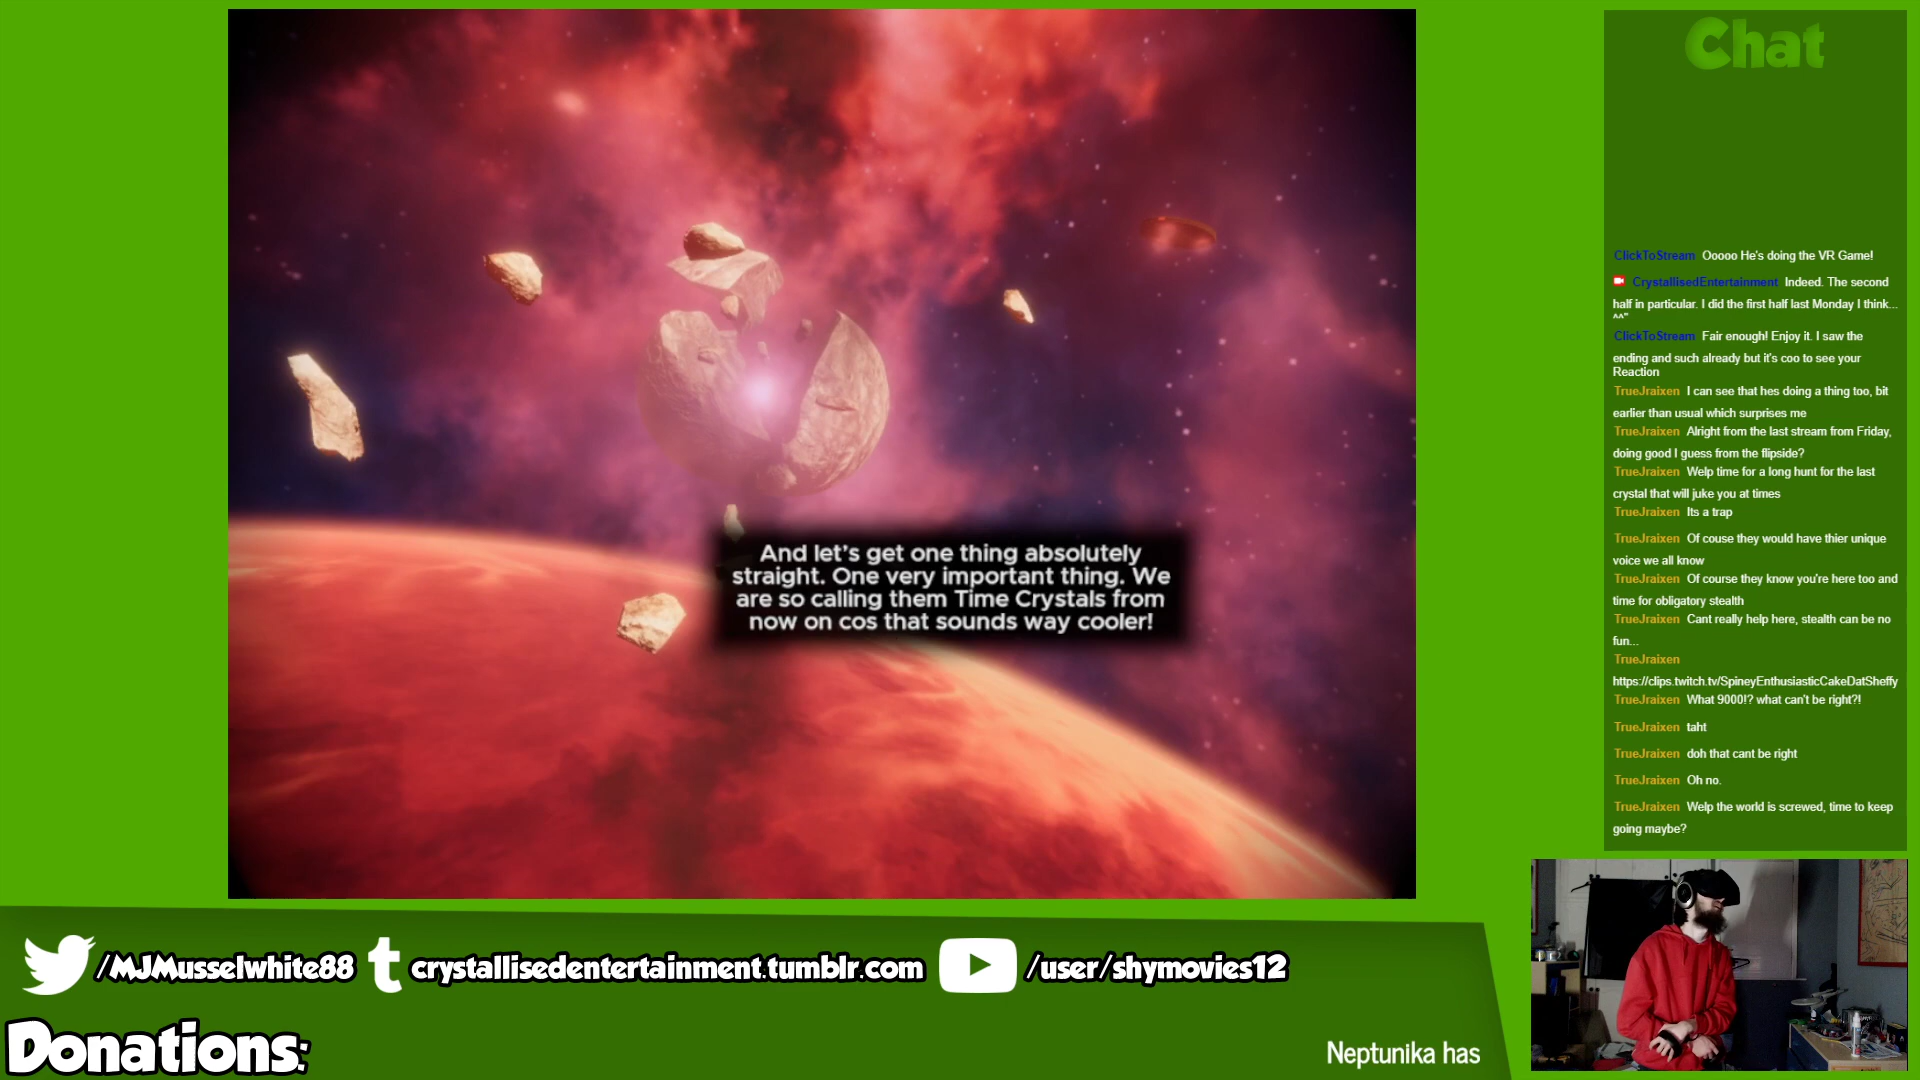 Chat
ClickToStream Ooooo He's doing the VR Game!
CrystallisedEntertainment Indeed. The second
half in particular. I did the first half last Monday I think...
^^"
ClickToStream Fair enough! Enjoy it. I saw the
ending and such already but it's coo to see your
Reaction
TrueJraixen I can see that hes doing a thing too, bit
earlier than usual which surprises me
TrueJraixen Alright from the last stream from Friday,
doing good I guess from the flipside?
TrueJraixen Welp time for a long hunt for the last
crystal that will juke you at times
TrueJraixen Its a trap
TrueJraixen Of couse they would have thier unique
voice we all know
TrueJraixen Of course they know you're here too and
time for obligatory stealth
TrueJraixen Cant really help here, stealth can be no
fun...
TrueJraixen
https://clips.twitch.tv/SpineyEnthusiasticCakeDatSheffy
TrueJraixen What 9000!? what can't be right?!
TrueJraixen taht
TrueJraixen doh that cant be right
TrueJraixen Oh no.
TrueJraixen Welp the world is screwed, time to keep
going maybe?
And let's get one thing absolutely
straight. One very important thing. We
are so calling them Time Crystals from
now on cos that sounds way cooler!
/MJMusselwhite88 crystallisedentertainment.tumblr.com /user/shymovies12
Donations:
Neptunika has